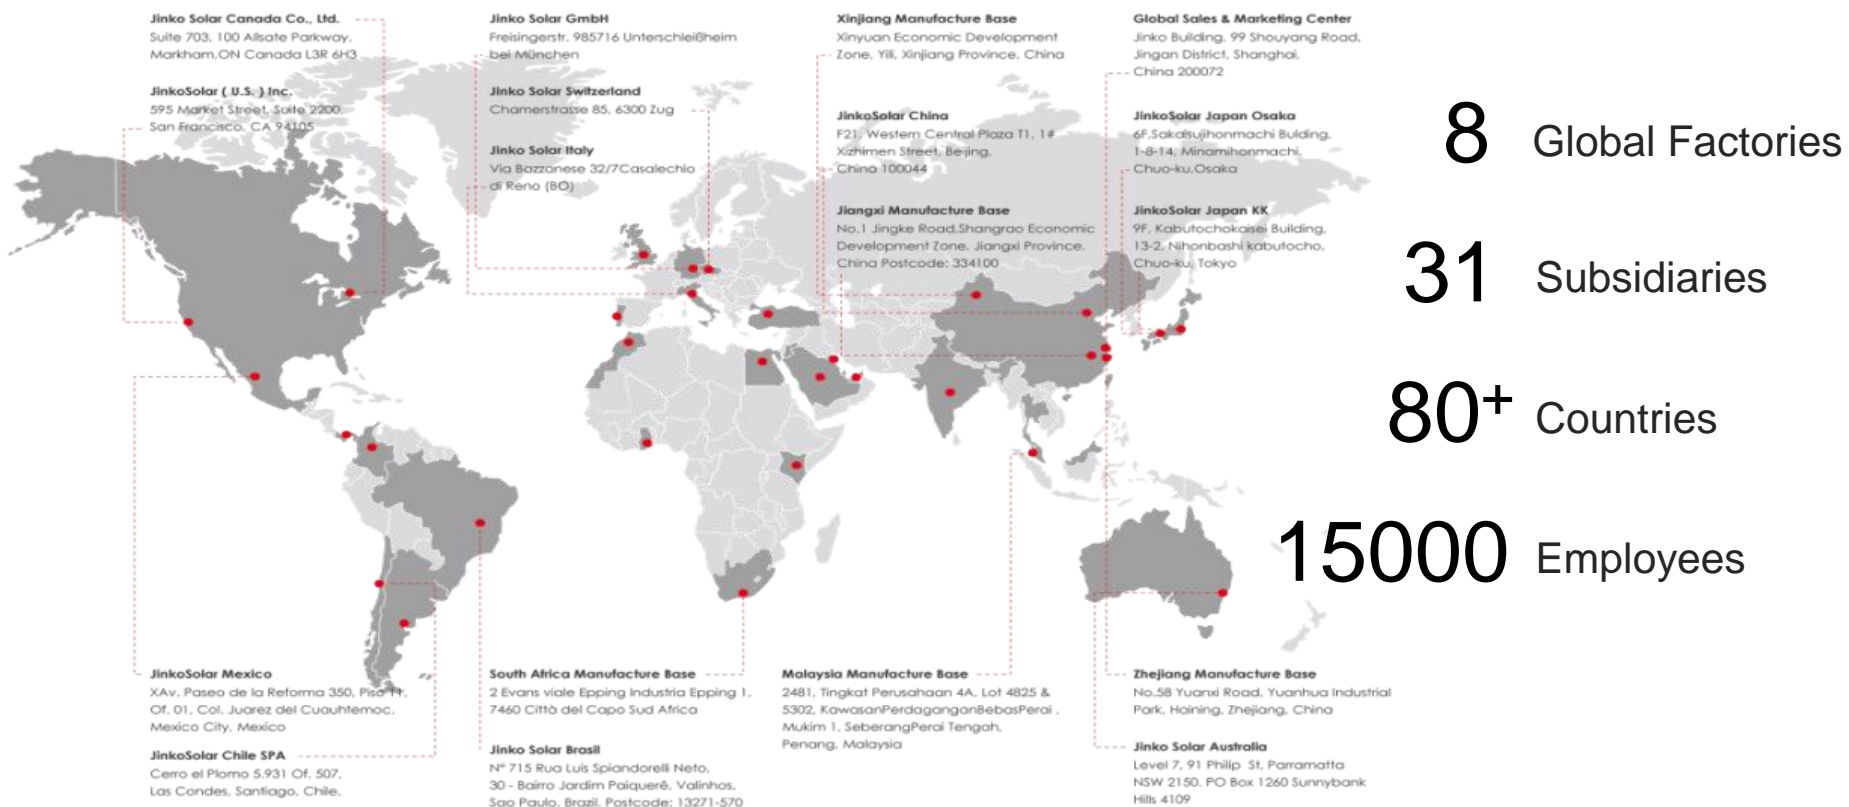 Jinko Solar Canada Co., Ltd.
Suite 703, 100 Allsate Parkway,
Markham,ON Canada L3R 6H3
JinkoSolar ( U.S. ) Inc.
595 Market Street, Suite 2200,
San Francisco, CA 94105
Jinko Solar GmbH
Freisingerstr. 985716 Unterschleißheim
bei München
Jinko Solar Switzerland
Chamerstrasse 85, 6300 Zug
Jinko Solar Italy
Via Bazzanese 32/7Casalechio
di Reno (BO)
Xinjiang Manufacture Base
Xinyuan Economic Development
Zone, Yili, Xinjiang Province, China
JinkoSolar China
F21, Western Central Plaza T1, 1#
Xizhimen Street, Beijing,
China 100044
Jiangxi Manufacture Base
No.1 Jingke Road,Shangrao Economic
Development Zone, Jiangxi Province,
China Postcode: 334100
Global Sales & Marketing Center
Jinko Building, 99 Shouyang Road,
Jingan District, Shanghai,
China 200072
JinkoSolar Japan Osaka
6F,Sakaisujihonmachi Bulding,
1-8-14, Minamihonmachi,
Chuo-ku,Osaka
JinkoSolar Japan KK
9F, Kabutochokaisei Building,
13-2, Nihonbashi kabutocho,
Chuo-ku, Tokyo
8 Global Factories
31 Subsidiaries
80+ Countries
15000 Employees
JinkoSolar Mexico
XAv. Paseo de la Reforma 350, Piso 11,
Of. 01, Col. Juarez del Cuauhtemoc,
Mexico City, Mexico
JinkoSolar Chile SPA
Cerro el Plomo 5.931 Of. 507,
Las Condes, Santiago, Chile.
South Africa Manufacture Base
2 Evans viale Epping Industria Epping 1,
7460 Città del Capo Sud Africa
Jinko Solar Brasil
Nº 715 Rua Luis Spiandorelli Neto,
30 - Bairro Jardim Paiquerê, Valinhos,
Sao Paulo, Brazil. Postcode: 13271-570
Malaysia Manufacture Base
2481, Tingkat Perusahaan 4A, Lot 4825 &
5302, KawasanPerdaganganBebasPerai ,
Mukim 1, SeberangPerai Tengah,
Penang, Malaysia
Zhejiang Manufacture Base
No.58 Yuanxi Road, Yuanhua Industrial
Park, Haining, Zhejiang, China
Jinko Solar Australia
Level 7, 91 Philip St, Parramatta
NSW 2150. PO Box 1260 Sunnybank
Hills 4109